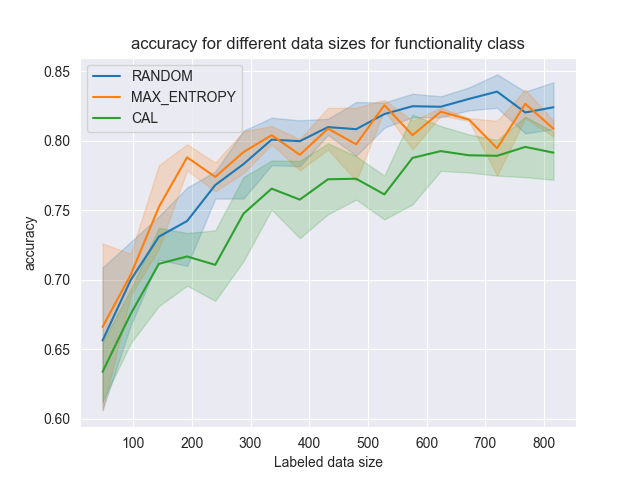 accuracy for different data sizes for functionality class
RANDOM
MAX_ENTROPY
CAL
0.85
0.80
0.75
0.70
0.65
0.60
accuracy
100 200 300 400 500 600 700 800
Labeled data size